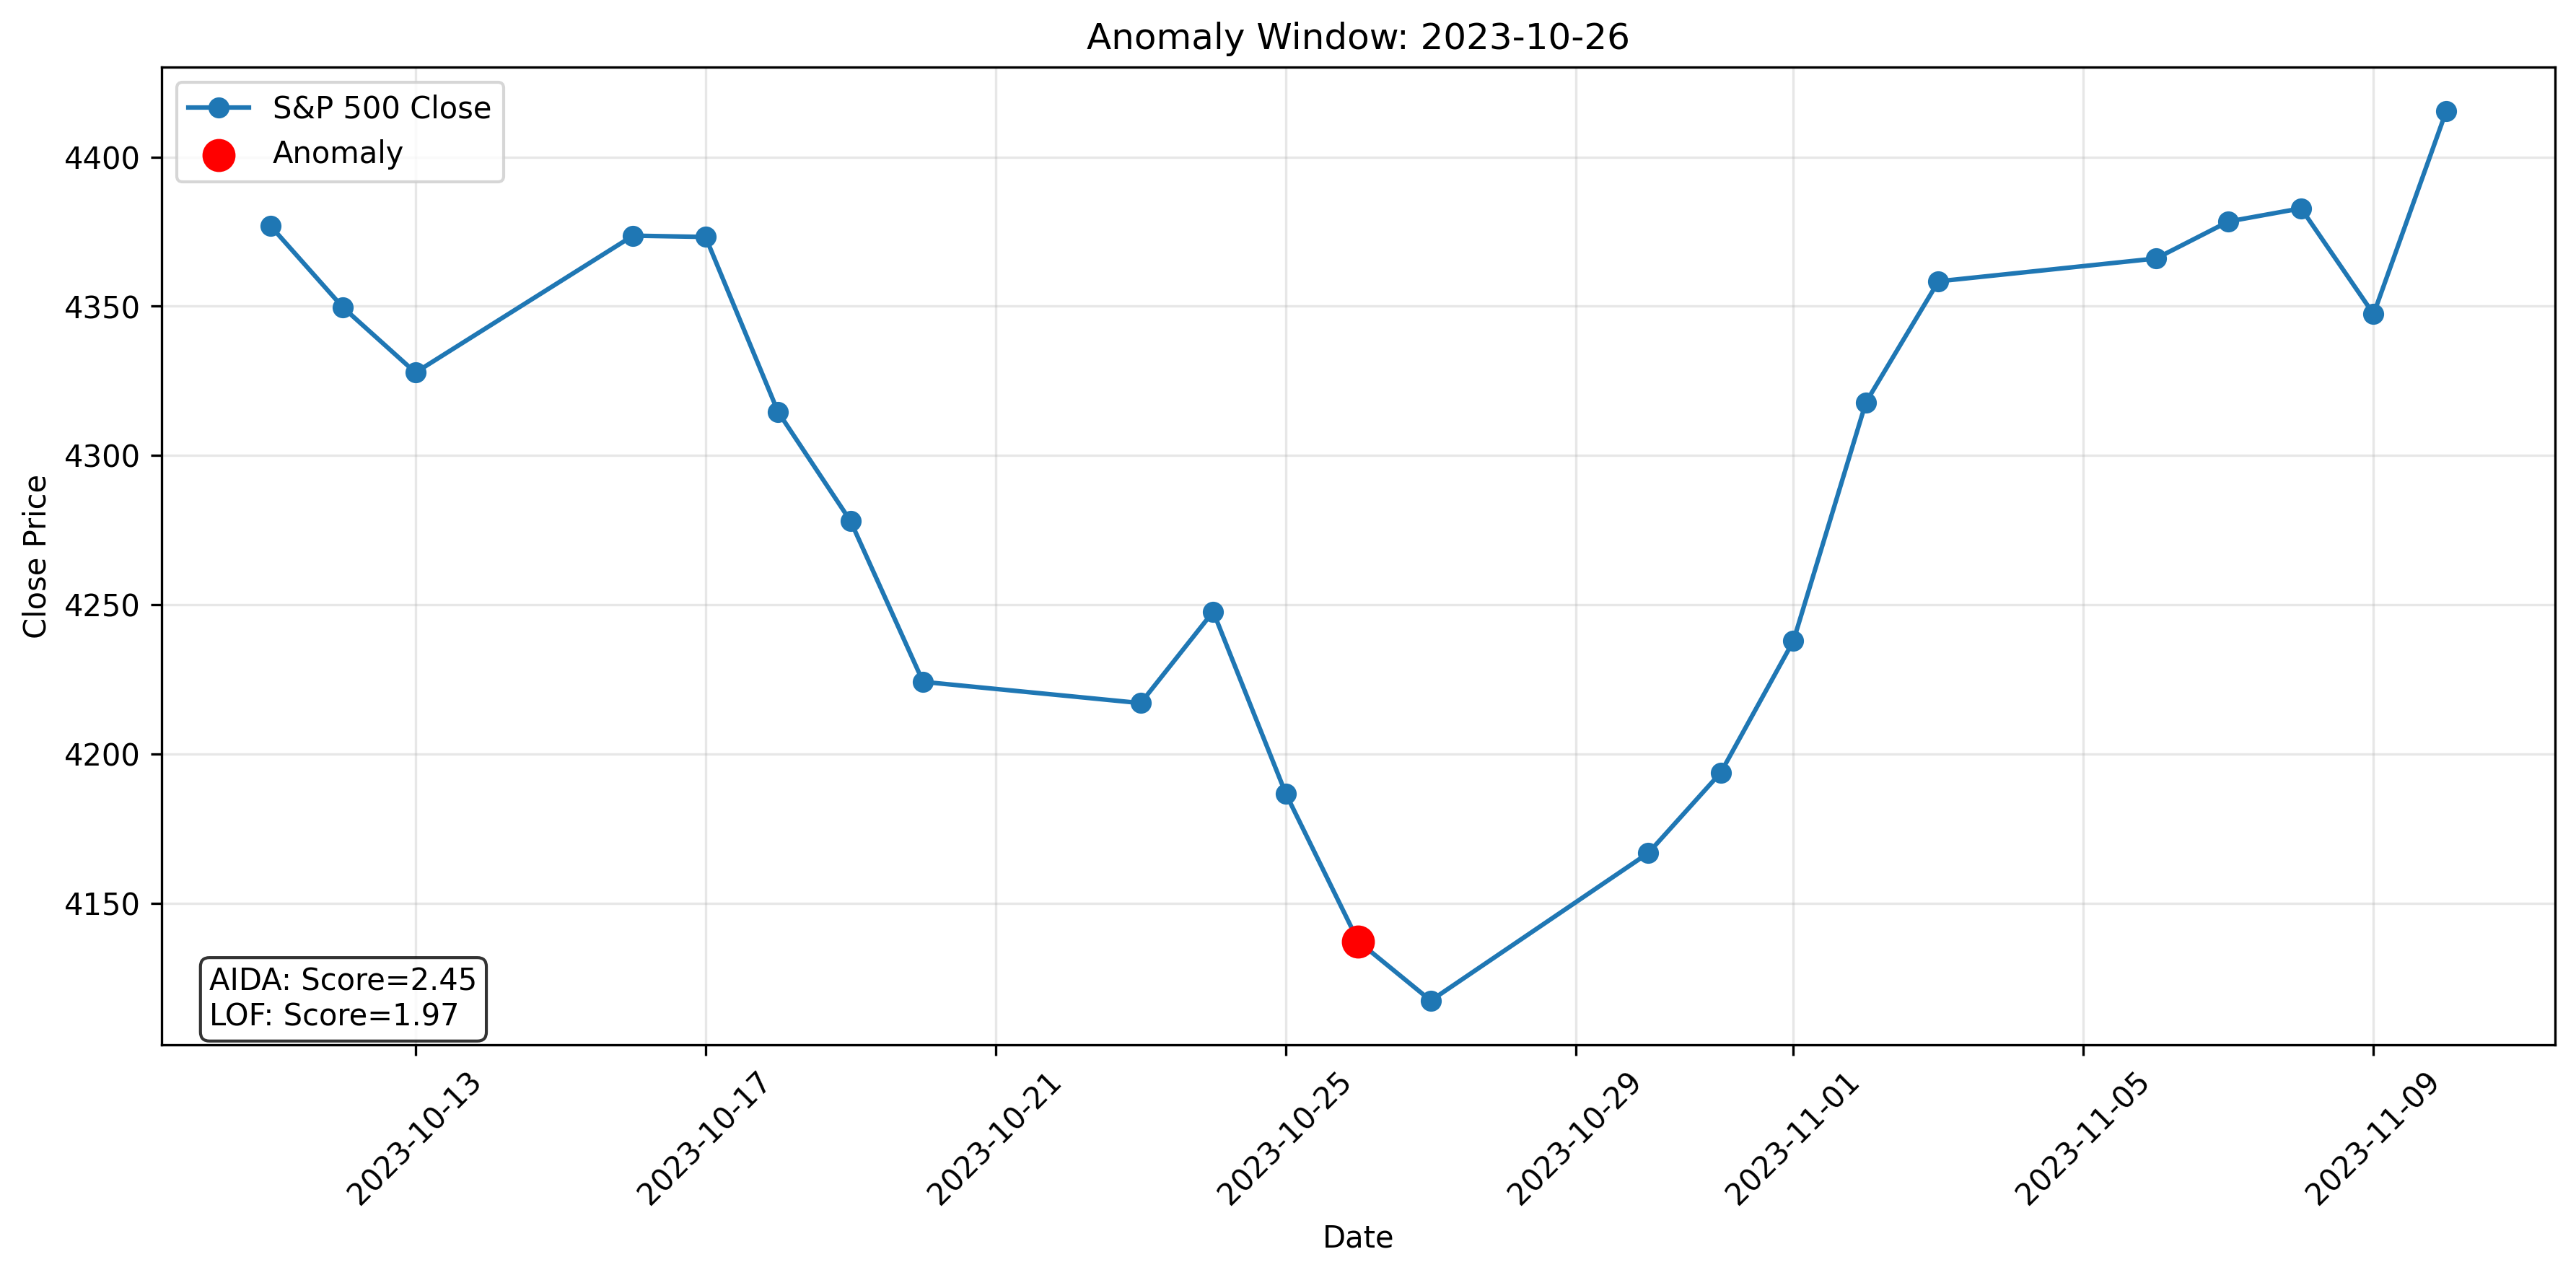 Anomaly Window: 2023-10-26
S&P 500 Close
Anomaly
4400
4350
4300
4250
4200
4150
Close Price
AIDA: Score=2.45
LOF: Score=1.97
2023-10-13
2023-10-17
2023-10-21
2023-10-25
2023-10-29
2023-11-01
2023-11-05
2023-11-09
Date